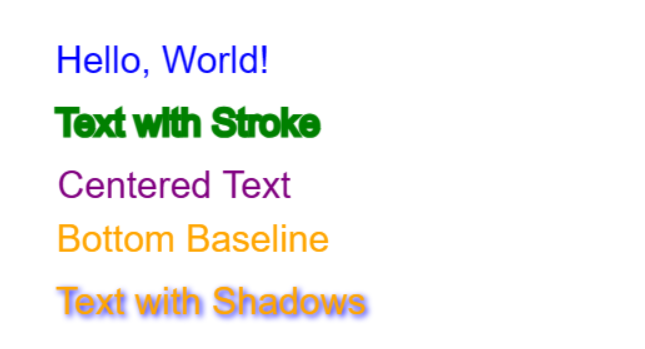 Hello, World!
Text with Stroke
Centered Text
Bottom Baseline
Text with Shadows